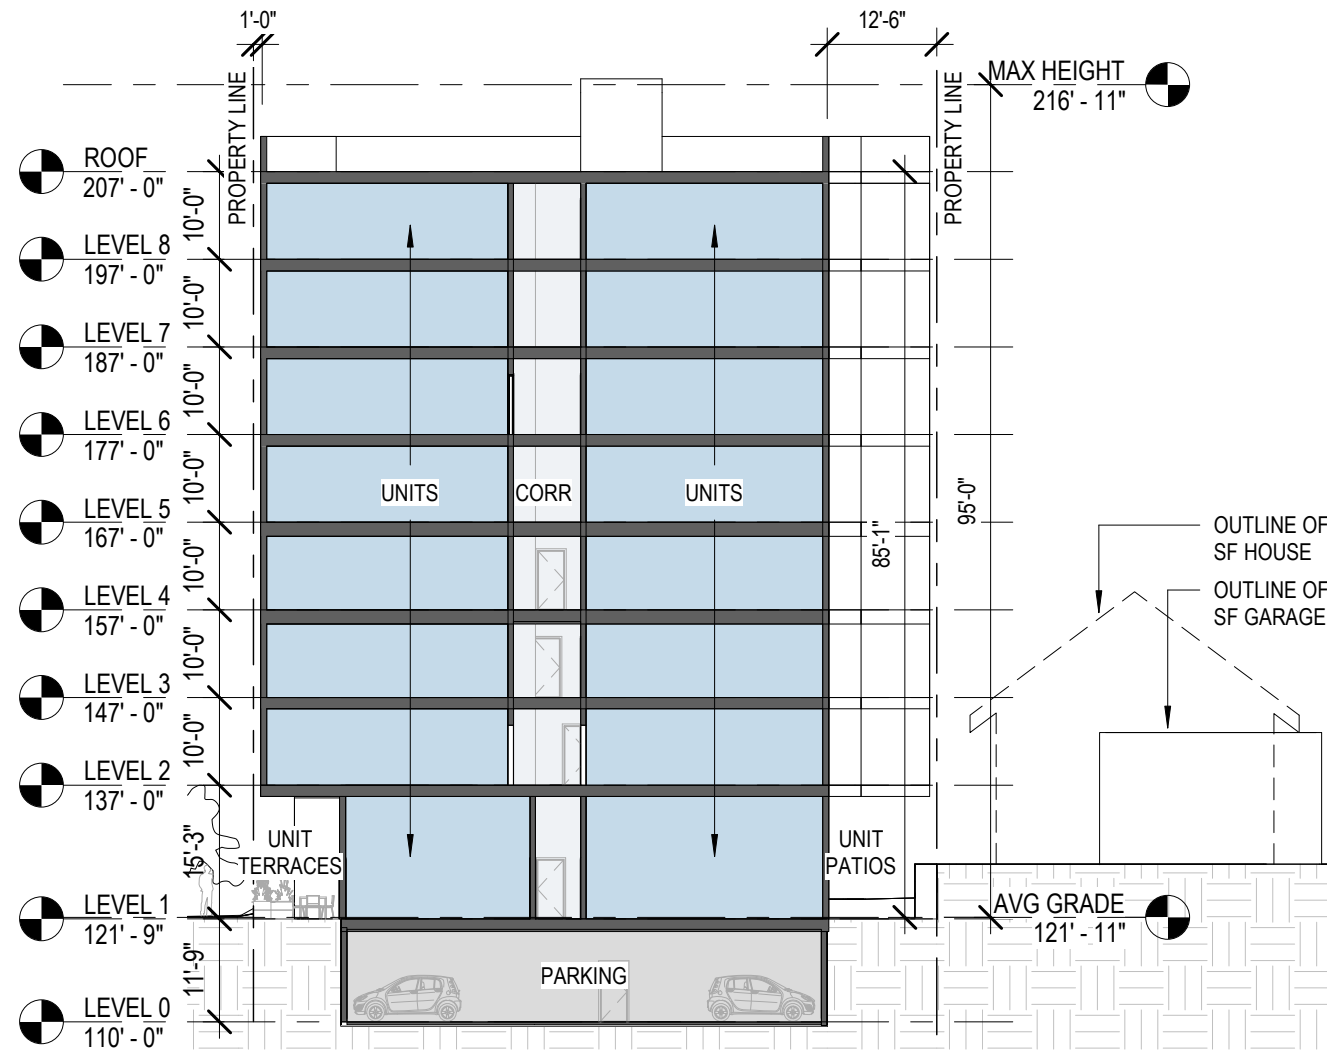 1'-0"
12'-6"
MAX HEIGHT
216' - 11"
PROPERTY LINE
PROPERTY LINE
ROOF
207' - 0"
10'-0"
LEVEL 8
197' - 0"
10'-0"
LEVEL 7
187' - 0"
10'-0"
LEVEL 6
177' - 0"
10'-0"
UNITS
CORR
UNITS
LEVEL 5
167' - 0"
10'-0"
85'-1"
95'-0"
OUTLINE OF
SF HOUSE
OUTLINE OF
SF GARAGE
LEVEL 4
157' - 0"
10'-0"
LEVEL 3
147' - 0"
10'-0"
LEVEL 2
137' - 0"
15'-3"
UNIT
TERRACES
UNIT
PATIOS
LEVEL 1
121' - 9"
AVG GRADE
121' - 11"
11'-9"
PARKING
LEVEL 0
110' - 0"